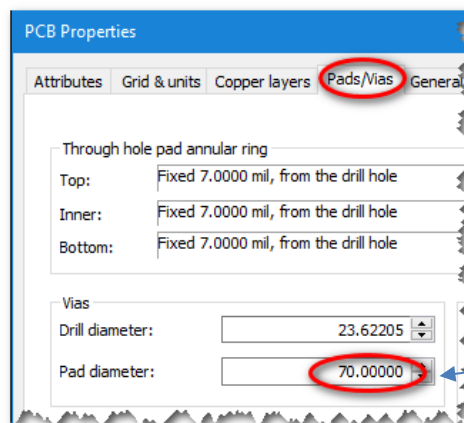 PCB Properties
Attributes Grid & units Copper layers Pads/Vias General
Through hole pad annular ring
Top: Fixed 7.0000 mil, from the drill hole
Inner: Fixed 7.0000 mil, from the drill hole
Bottom: Fixed 7.0000 mil, from the drill hole
Vias
Drill diameter: 23.62205
Pad diameter: 70.00000